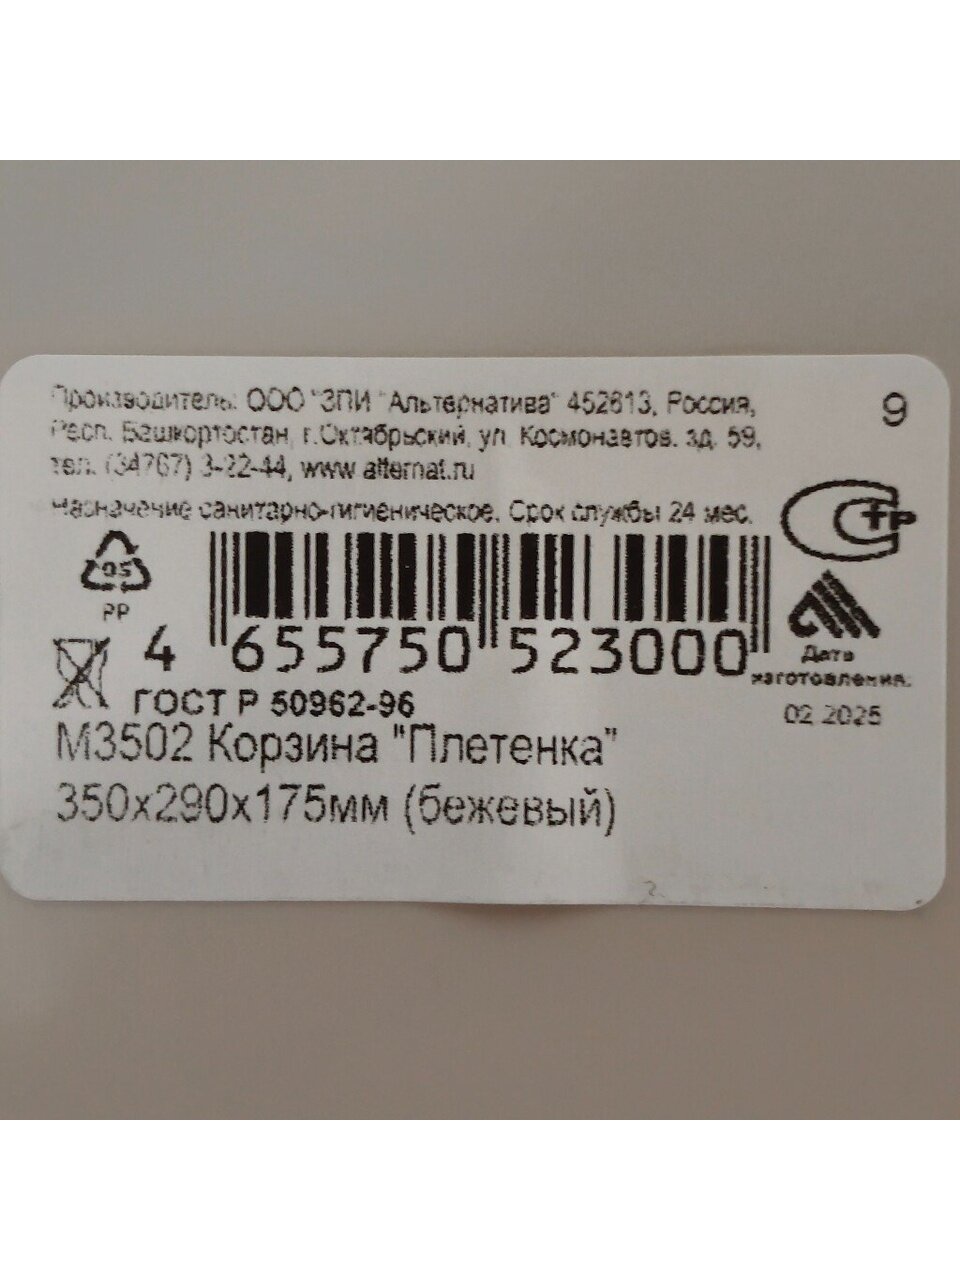 Производитель: ООО "ЗПИ "Альтернатива" 452613, Россия,
Респ. Башкортостан, г.Октябрьский, ул. Космонавтов, зд. 59,
тел. (34767) 3-22-44, www.alternat.ru
Назначение санитарно-гигиеническое. Срок службы 24 мес.
9
05
PP
4 655750 523000
ГОСТ Р 50962-96
Дата
изготовления:
02.2025
М3502 Корзина "Плетенка"
350х290х175мм (бежевый)